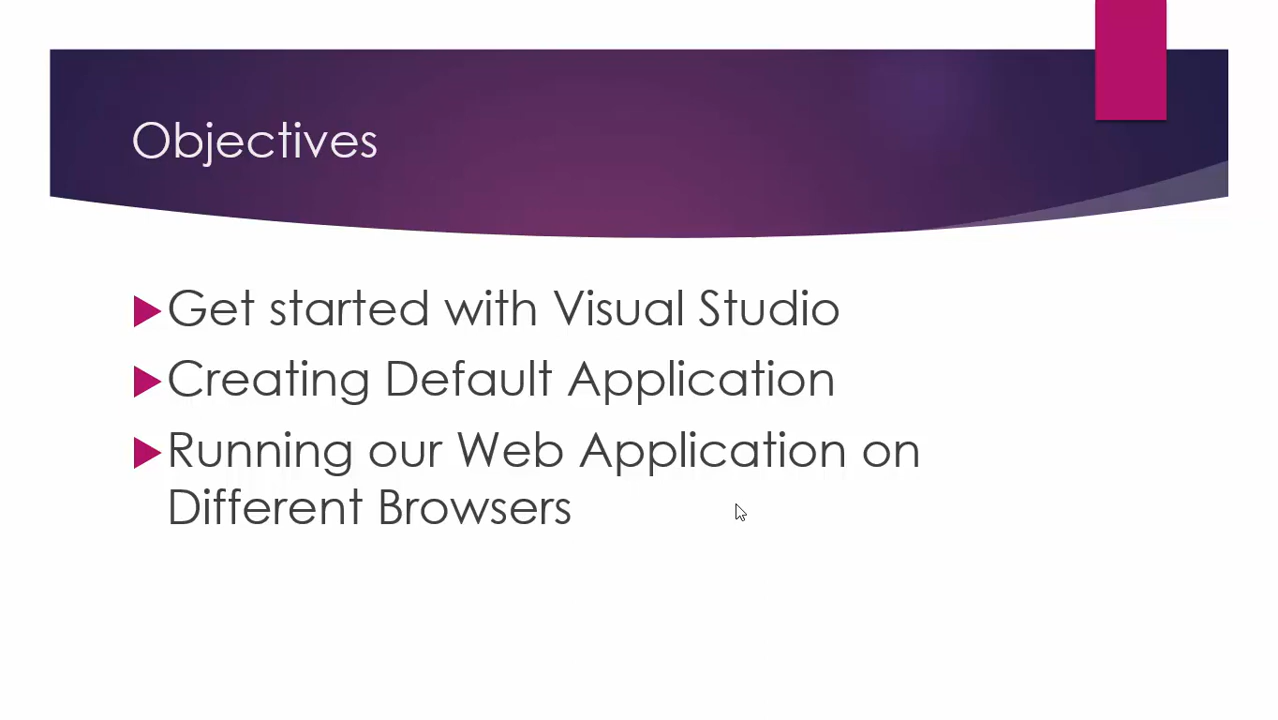 Objectives
Get started with Visual Studio
Creating Default Application
Running our Web Application on
Different Browsers